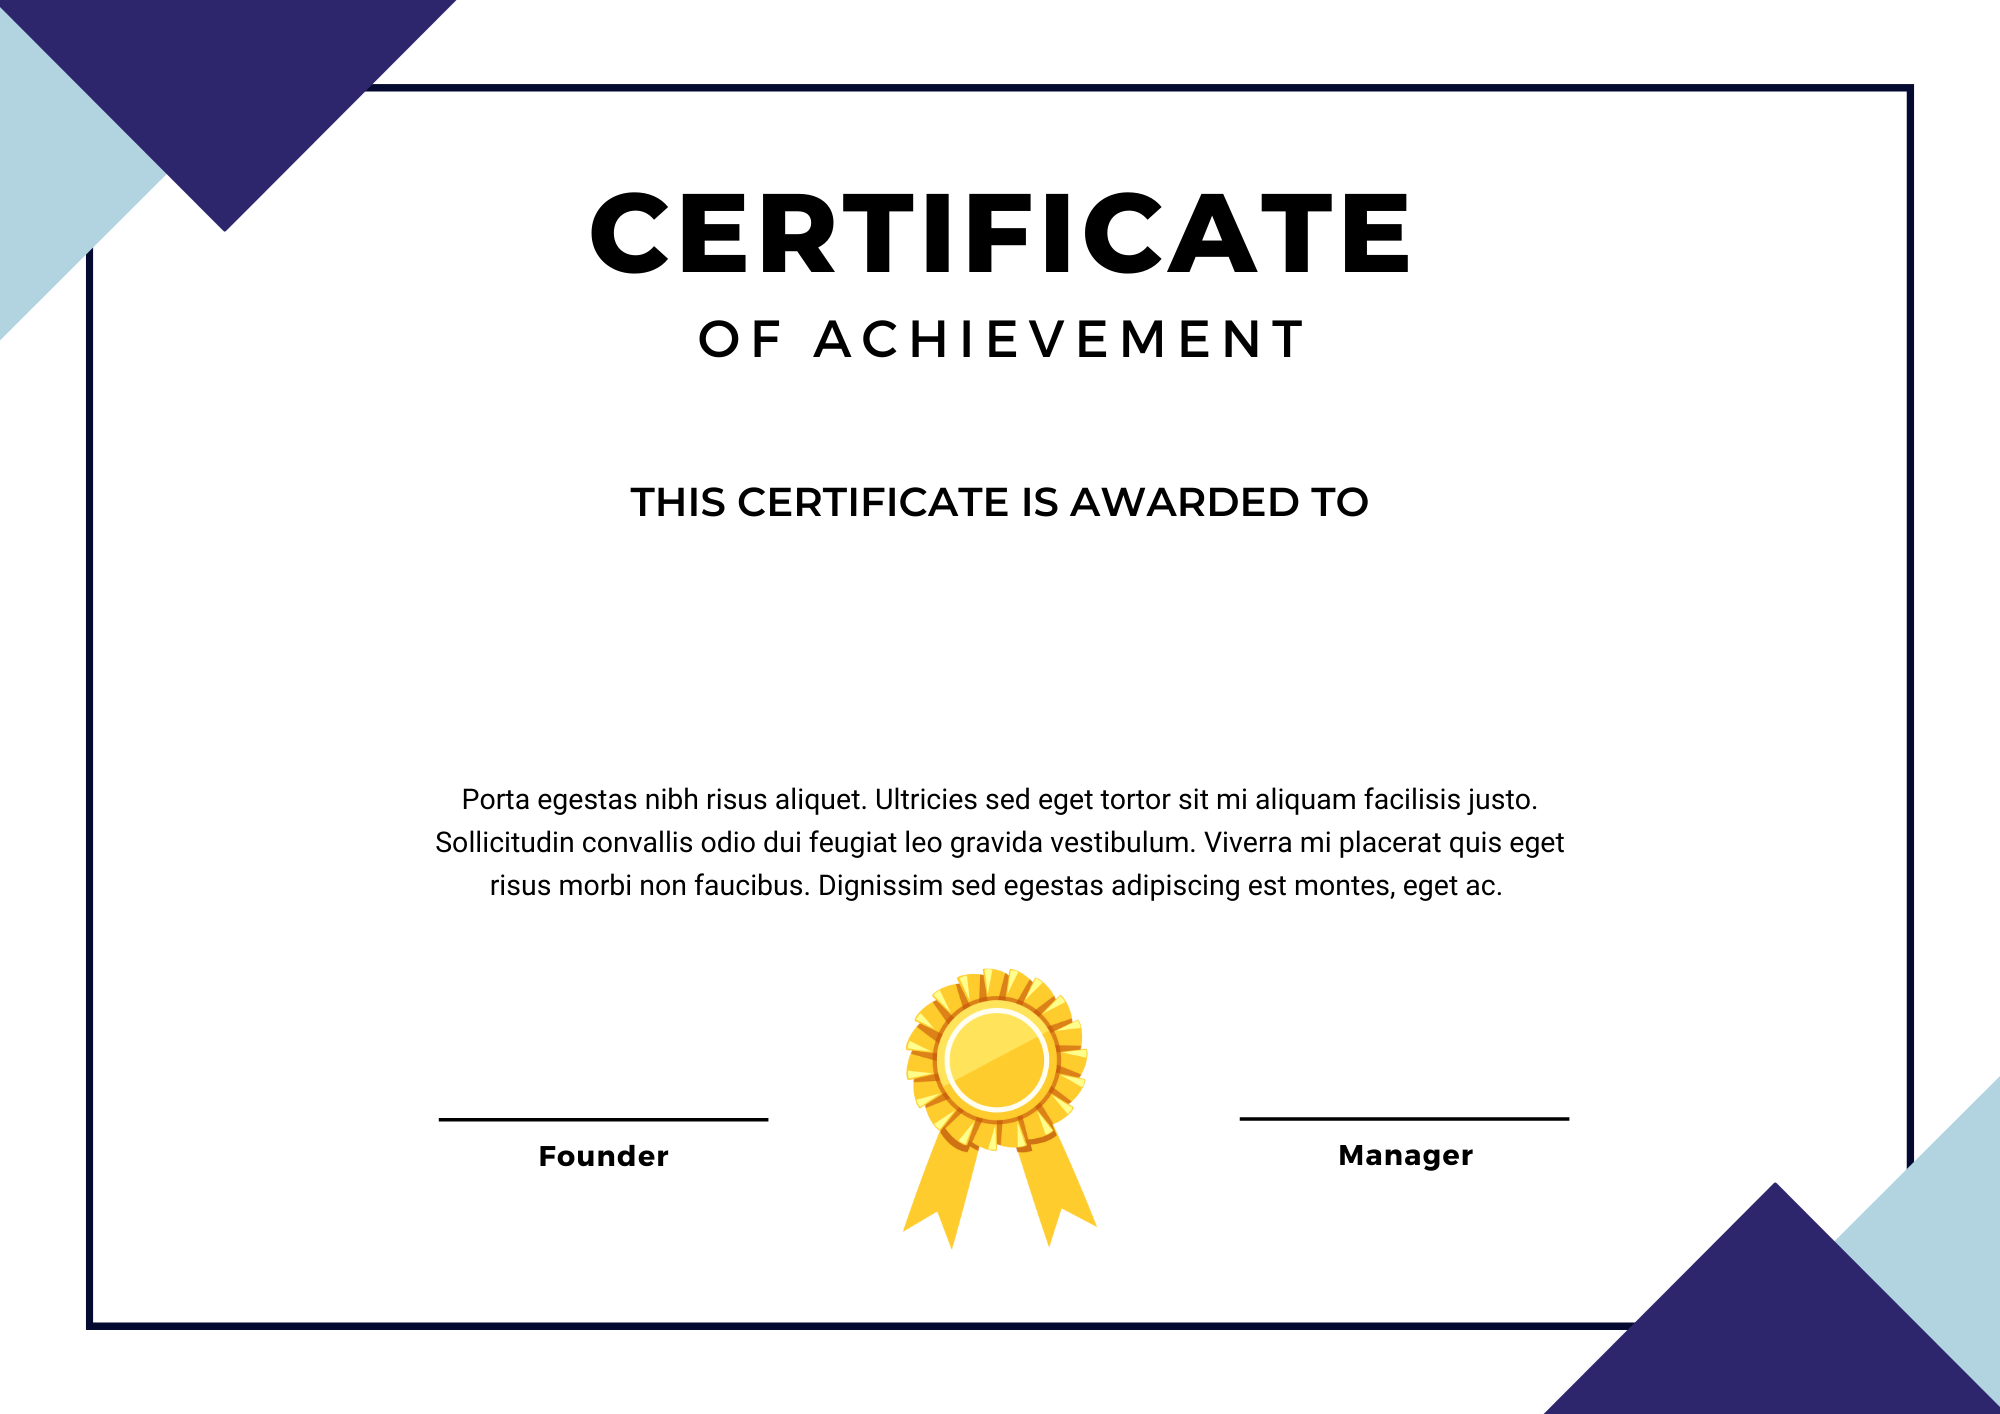 CERTIFICATE
OF ACHIEVEMENT
THIS CERTIFICATE IS AWARDED TO
Porta egestas nibh risus aliquet. Ultricies sed eget tortor sit mi aliquam facilisis justo.
Sollicitudin convallis odio dui feugiat leo gravida vestibulum. Viverra mi placerat quis eget
risus morbi non faucibus. Dignissim sed egestas adipiscing est montes, eget ac.
Founder
Manager